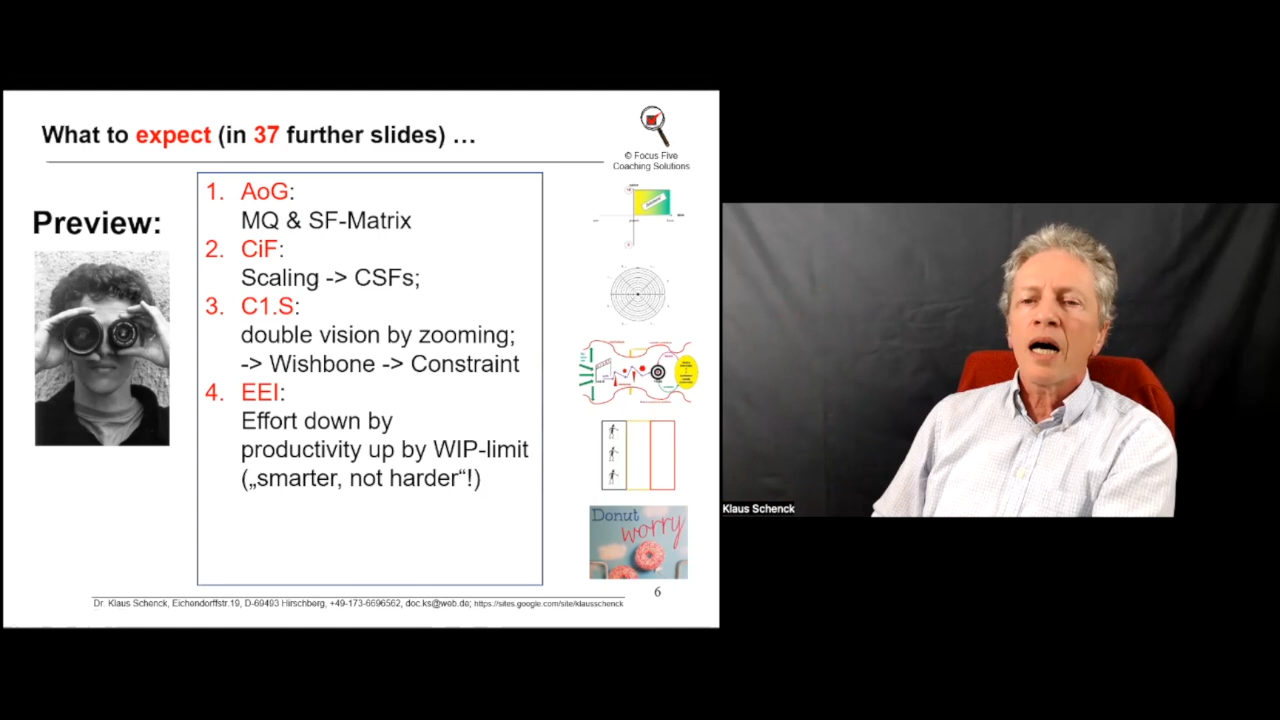 What to expect (in 37 further slides) …
© Focus Five
Coaching Solutions
Preview:
1. AoG:
MQ & SF-Matrix
2. CiF:
Scaling -> CSFs;
3. C1.S:
double vision by zooming;
-> Wishbone -> Constraint
4. EEI:
Effort down by
productivity up by WIP-limit
(„smarter, not harder“!)
Donut
worry
6
Dr. Klaus Schenck, Eichendorffstr.19, D-69493 Hirschberg, +49-173-6696562, doc.ks@web.de; https://sites.google.com/site/klausschenck
Klaus Schenck